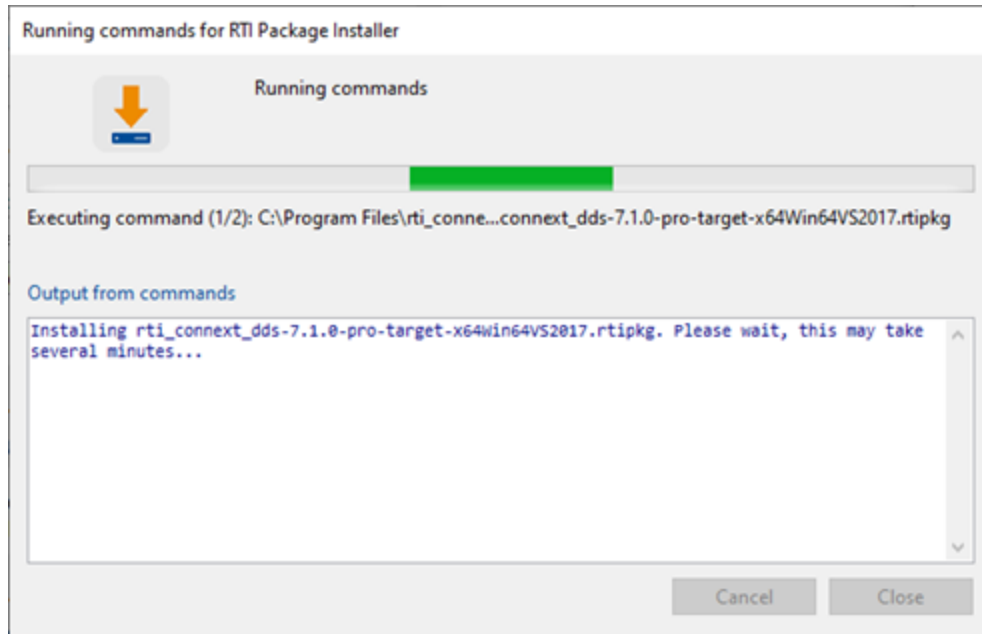 Running commands for RTI Package Installer
Running commands
Executing command (1/2): C:\Program Files\rti_conne...connext_dds-7.1.0-pro-target-x64Win64VS2017.rtipkg
Output from commands
Installing rti_connext_dds-7.1.0-pro-target-x64Win64VS2017.rtipkg. Please wait, this may take
several minutes...
Cancel
Close